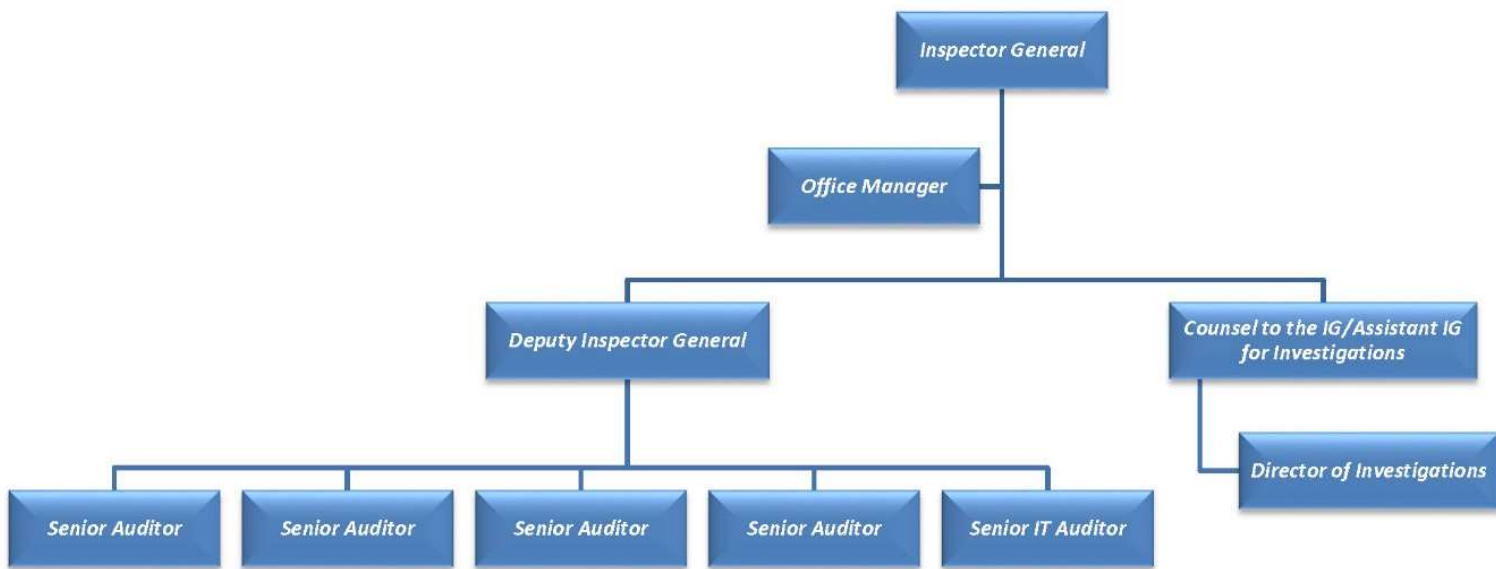 Inspector General
Office Manager
Deputy Inspector General
Counsel to the IG/Assistant IG
for Investigations
Director of Investigations
Senior Auditor
Senior Auditor
Senior Auditor
Senior Auditor
Senior IT Auditor